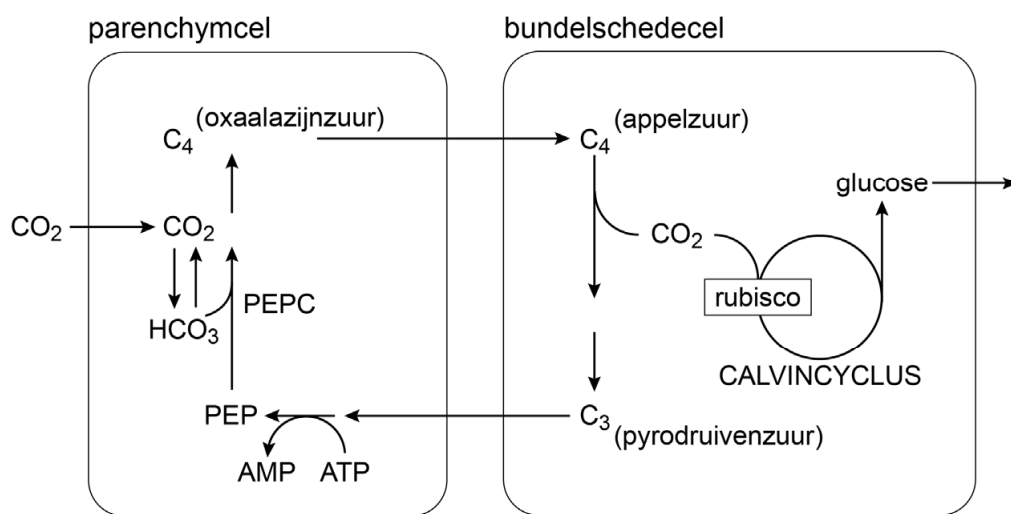 parenchymcel
bundelschedecel
C₄ (oxaalazijnzuur)
C₄ (appelzuur)
glucose
CO₂
CO₂
CO₂
rubisco
HCO₃
PEPC
CALVINCYCLUS
PEP
C₃ (pyrodruivenzuur)
AMP
ATP